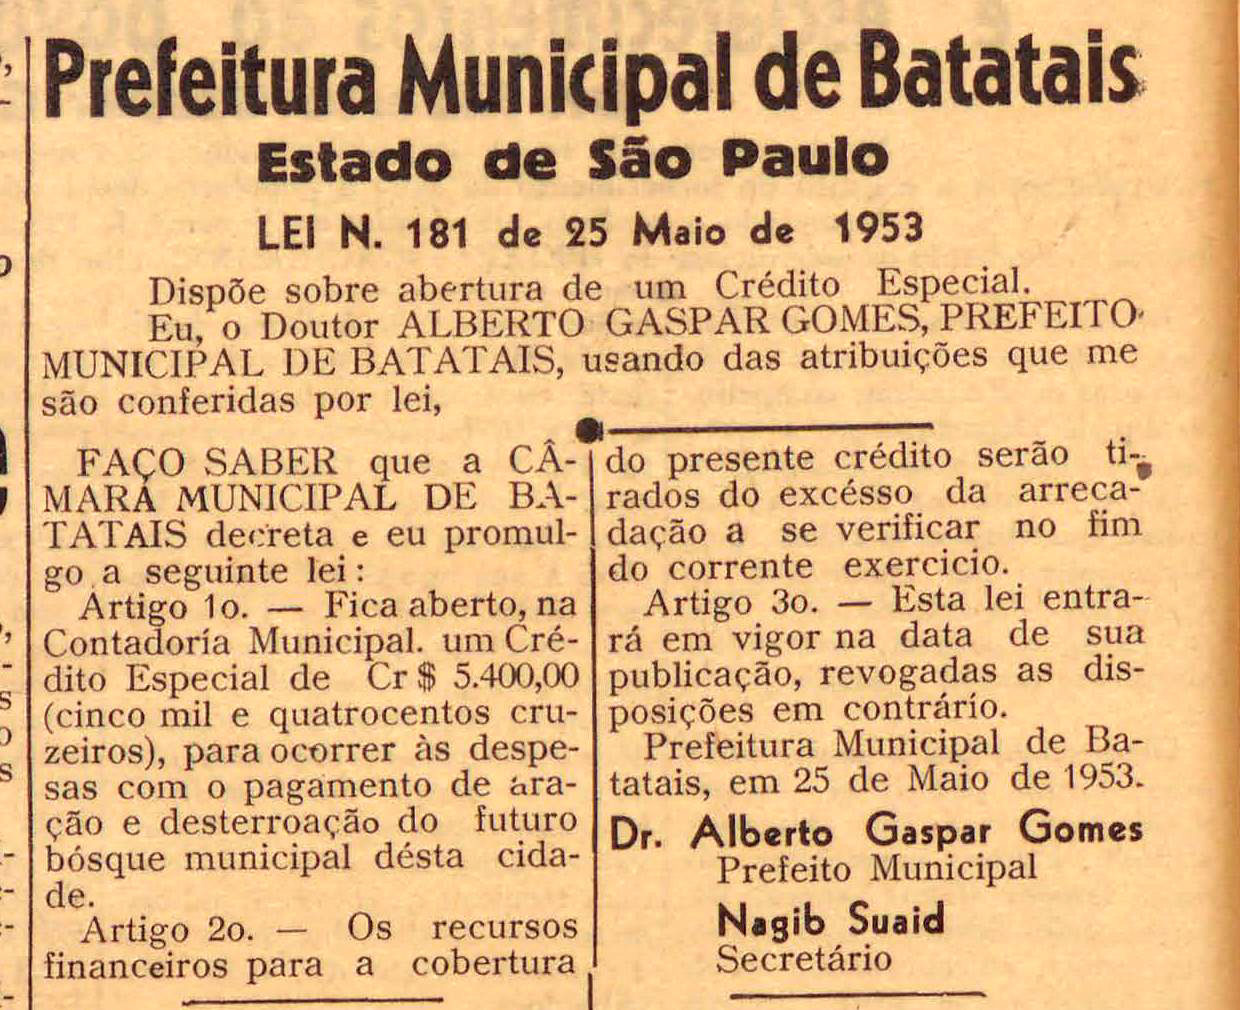 Prefeitura Municipal de Batatais
Estado de São Paulo
LEI N. 181 de 25 Maio de 1953
Dispõe sobre abertura de um Crédito Especial.
Eu, o Doutor ALBERTO GASPAR GOMES, PREFEITO
MUNICIPAL DE BATATAIS, usando das atribuições que me
são conferidas por lei,
FAÇO SABER que a CÂ-
MARA MUNICIPAL DE BA-
TATAIS decreta e eu promul-
go a seguinte lei:
Artigo 1o. — Fica aberto, na
Contadoria Municipal. um Cré-
dito Especial de Cr$ 5.400,00
(cinco mil e quatrocentos cru-
zeiros), para ocorrer às despe-
sas com o pagamento de ara-
ção e desterroação do futuro
bósque municipal désta cida-
de.
Artigo 2o. — Os recursos
financeiros para a cobertura
do presente crédito serão ti-
rados do excésso da arreca-
dação a se verificar no fim
do corrente exercicio.
Artigo 3o. — Esta lei entra-
rá em vigor na data de sua
publicação, revogadas as dis-
posições em contrário.
Prefeitura Municipal de Ba-
tatais, em 25 de Maio de 1953.
Dr. Alberto Gaspar Gomes
Prefeito Municipal
Nagib Suaid
Secretário